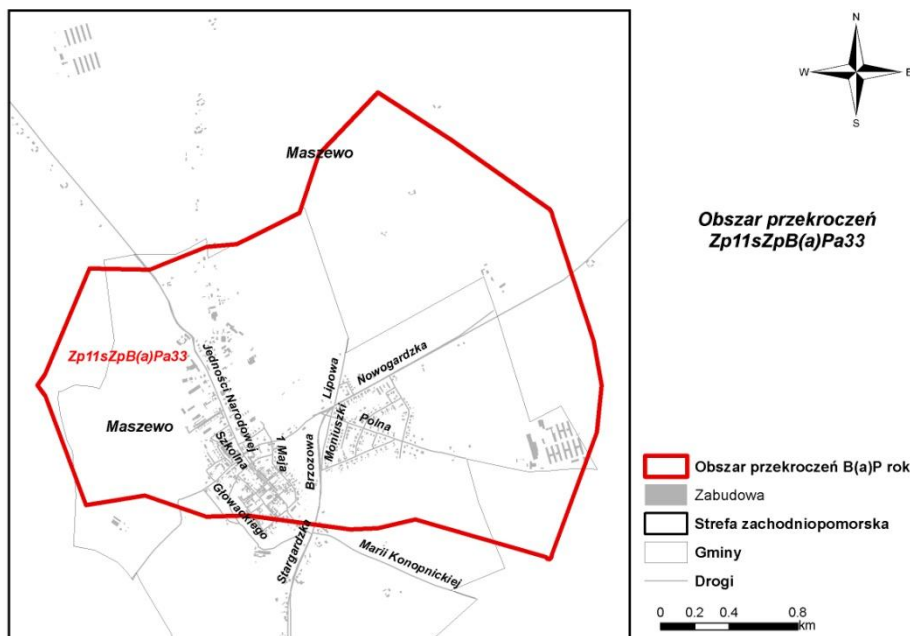 Maszewo
Zp11sZpB(a)Pa33
Jedności Narodowej
Lipowa
Nowogardzka
Maszewo
Szkolna
1 Maja
Brzozowa
Moniuszki
Polna
Głowackiego
Stargardzka
Marii Konopnickiej
N
W
E
S
Obszar przekroczeń
Zp11sZpB(a)Pa33
Obszar przekroczeń B(a)P rok
Zabudowa
Strefa zachodniopomorska
Gminy
Drogi
0 0.2 0.4 0.8
km